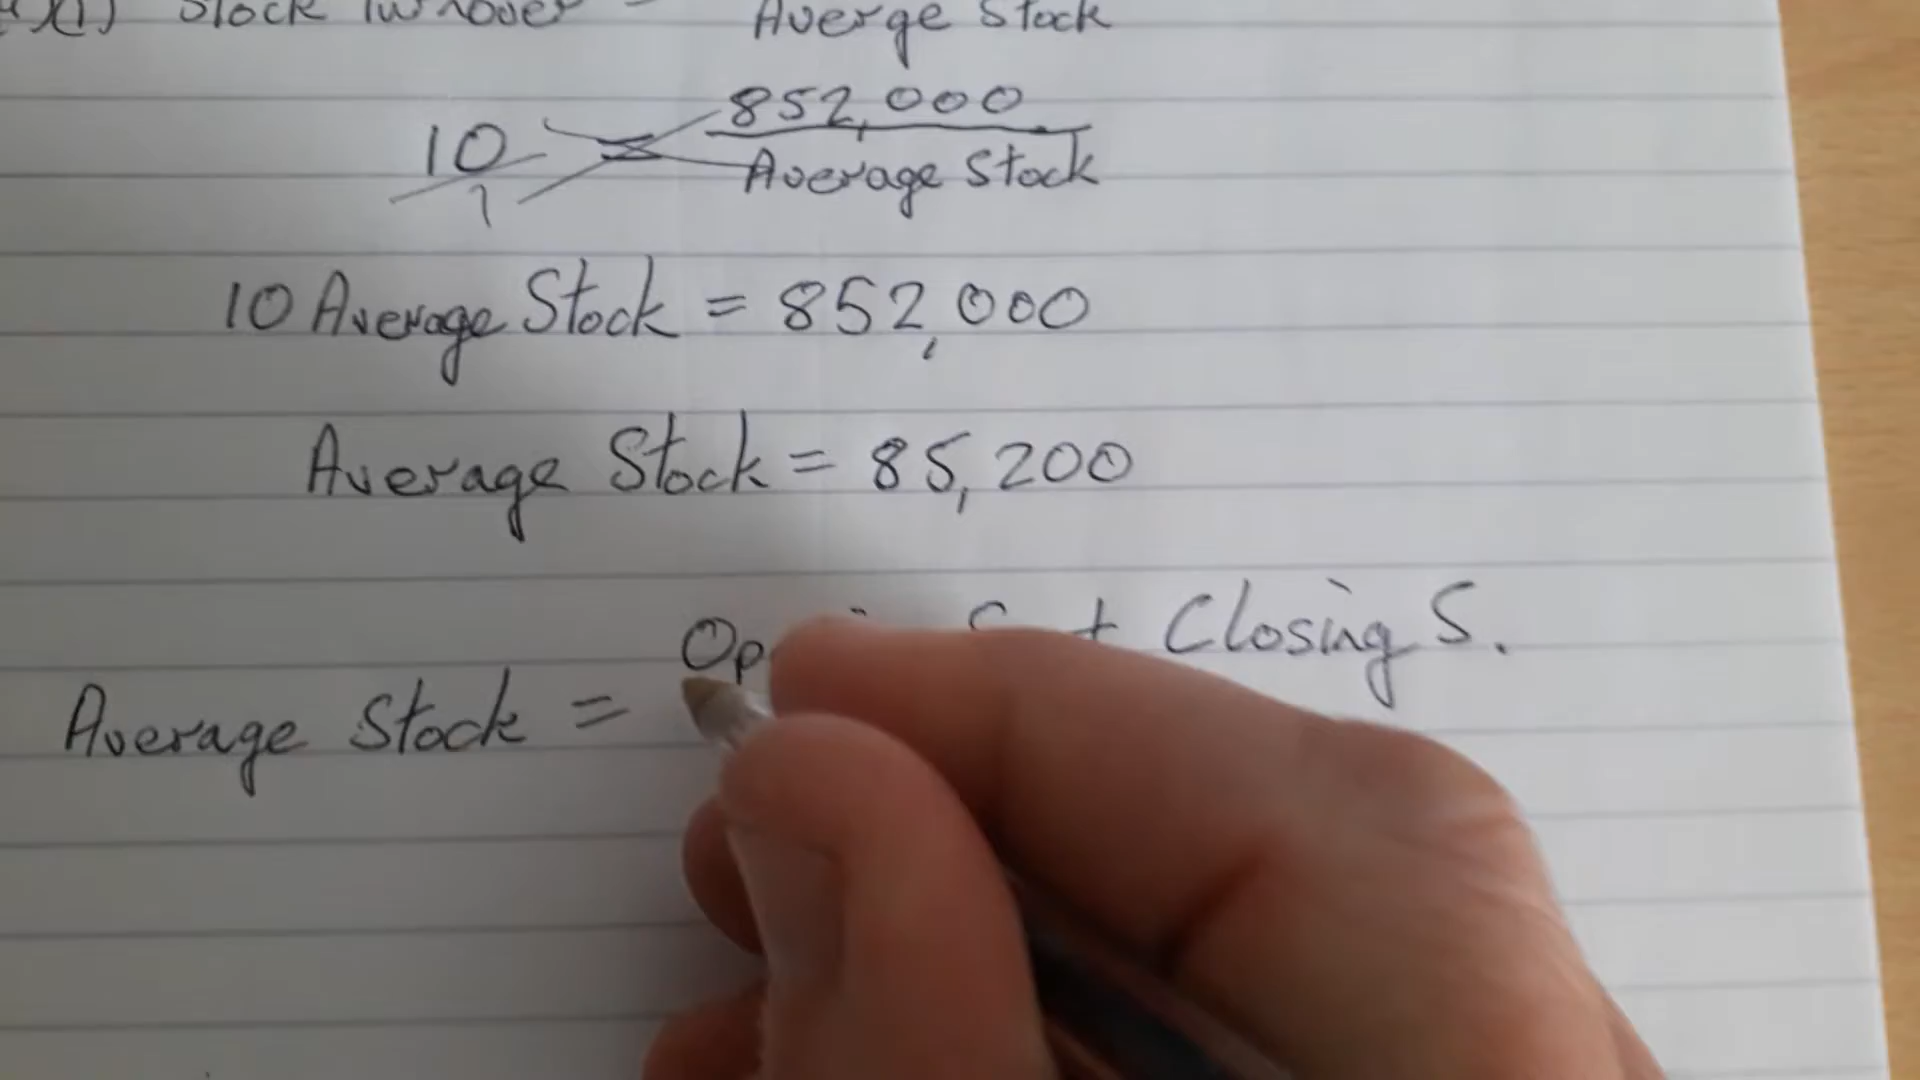 Stock Turnover = Averge Stock
852,000
10 = Average Stock
1
10 Average Stock = 852,000
Average Stock = 85,200
Op S + Closing S.
Average Stock =